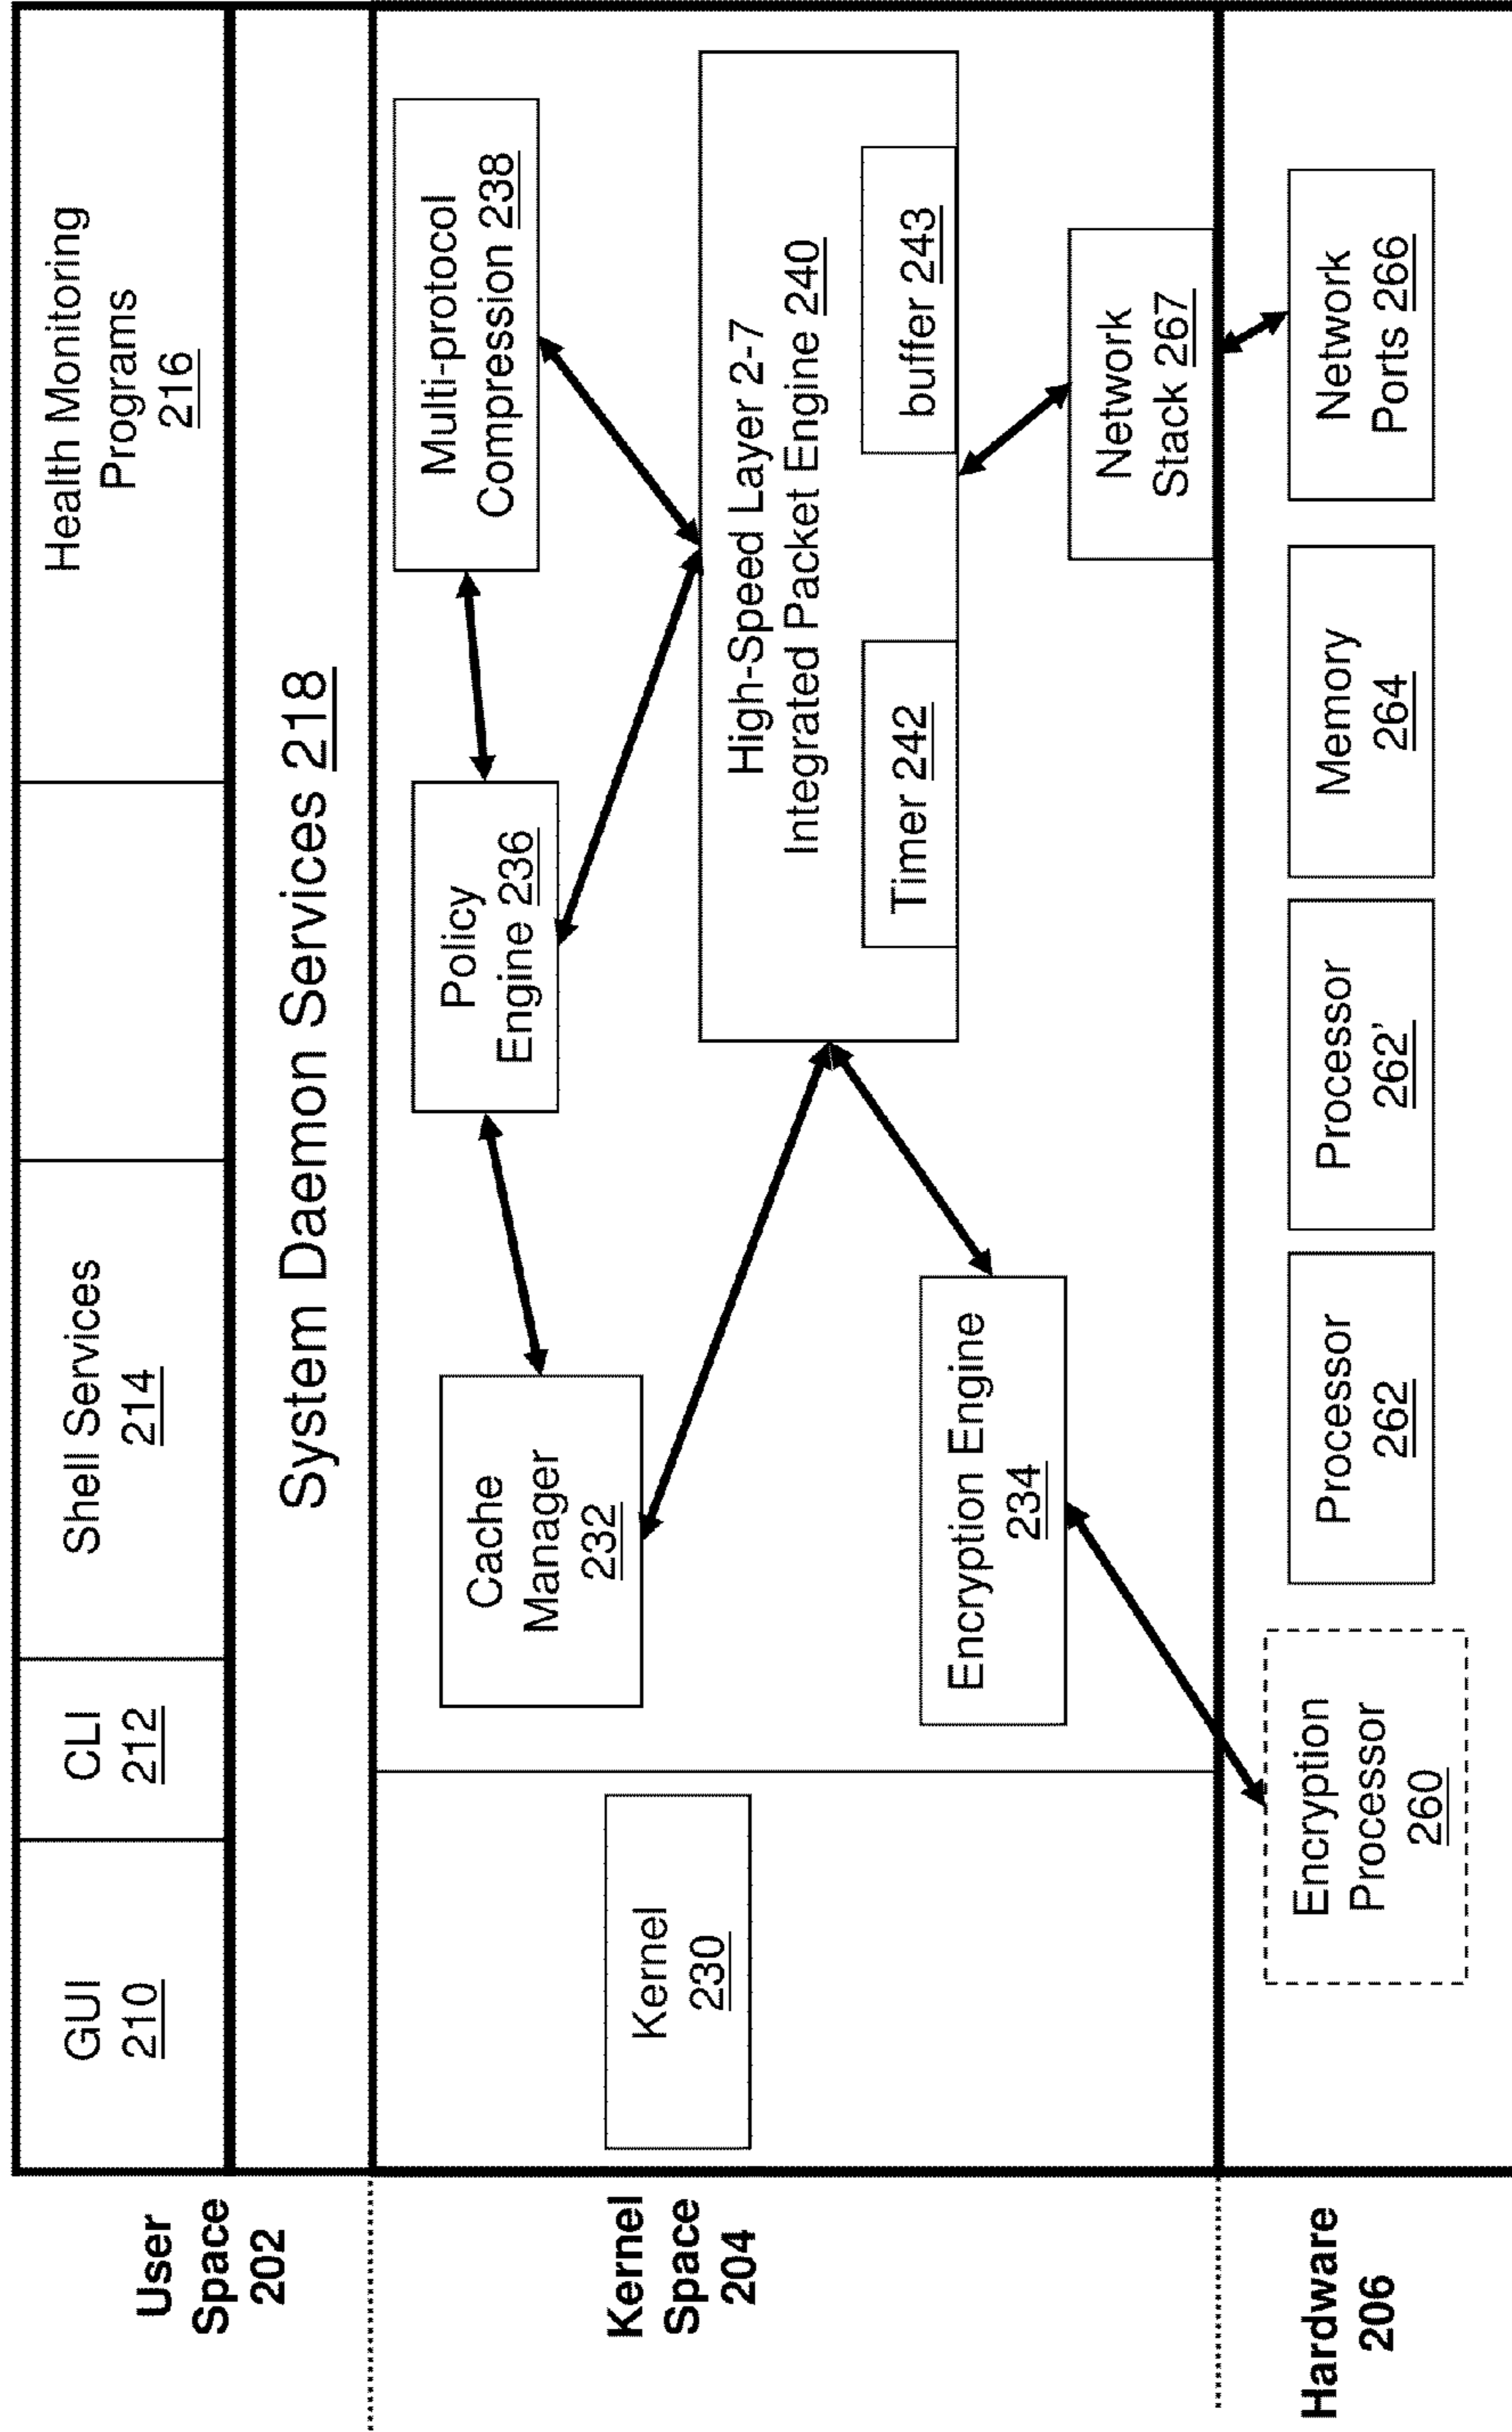 User
Space
202
GUI
210
CLI
212
Shell Services
214
Health Monitoring
Programs
216
System Daemon Services 218
Kernel
Space
204
Kernel
230
Cache
Manager
232
Policy
Engine 236
Multi-protocol
Compression 238
High-Speed Layer 2-7
Integrated Packet Engine 240
Timer 242
buffer 243
Encryption Engine
234
Network
Stack 267
Hardware
206
Encryption
Processor
260
Processor
262
Processor
262'
Memory
264
Network
Ports 266